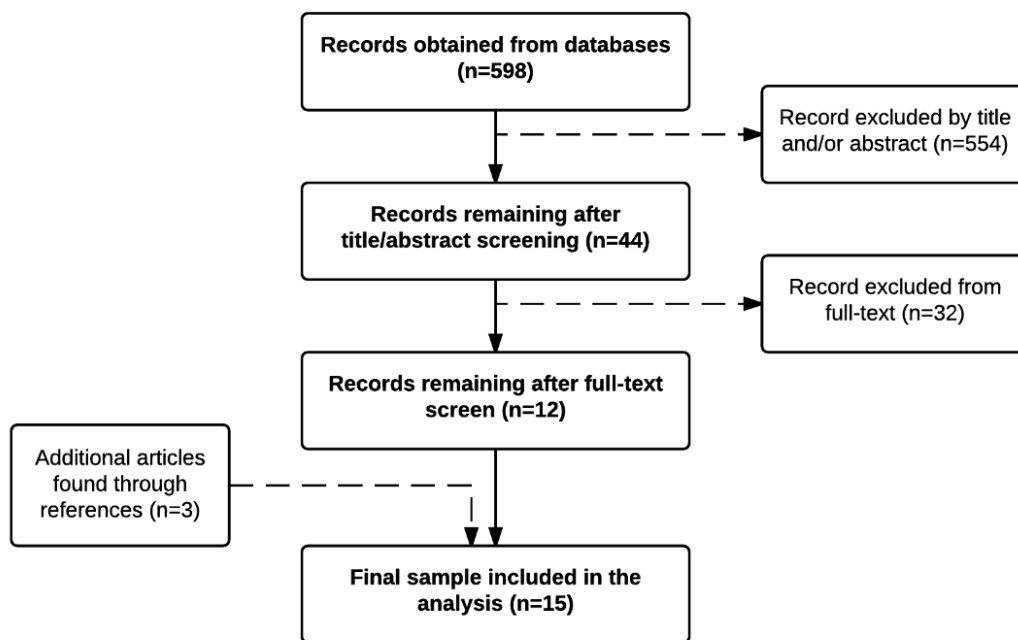 Records obtained from databases
(n=598)
Record excluded by title
and/or abstract (n=554)
Records remaining after
title/abstract screening (n=44)
Record excluded from
full-text (n=32)
Records remaining after full-text
screen (n=12)
Additional articles
found through
references (n=3)
Final sample included in the
analysis (n=15)